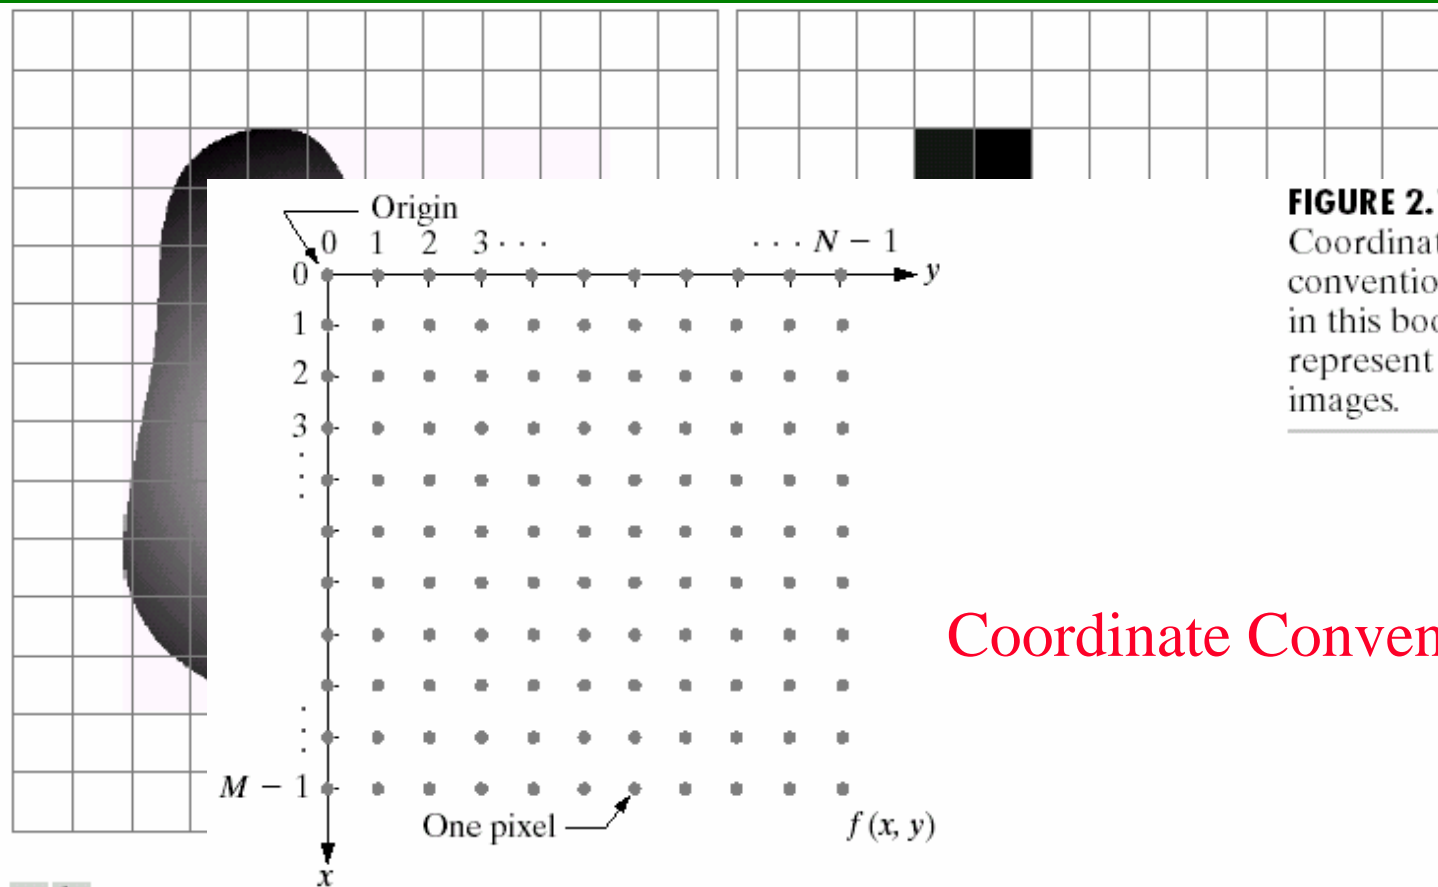 Origin
0 1 2 3 · · · · · · N − 1
0 y
1
2
3
M − 1
One pixel
f (x, y)
x
FIGURE 2.
Coordinat
conventio
in this boo
represent
images.
Coordinate Conven